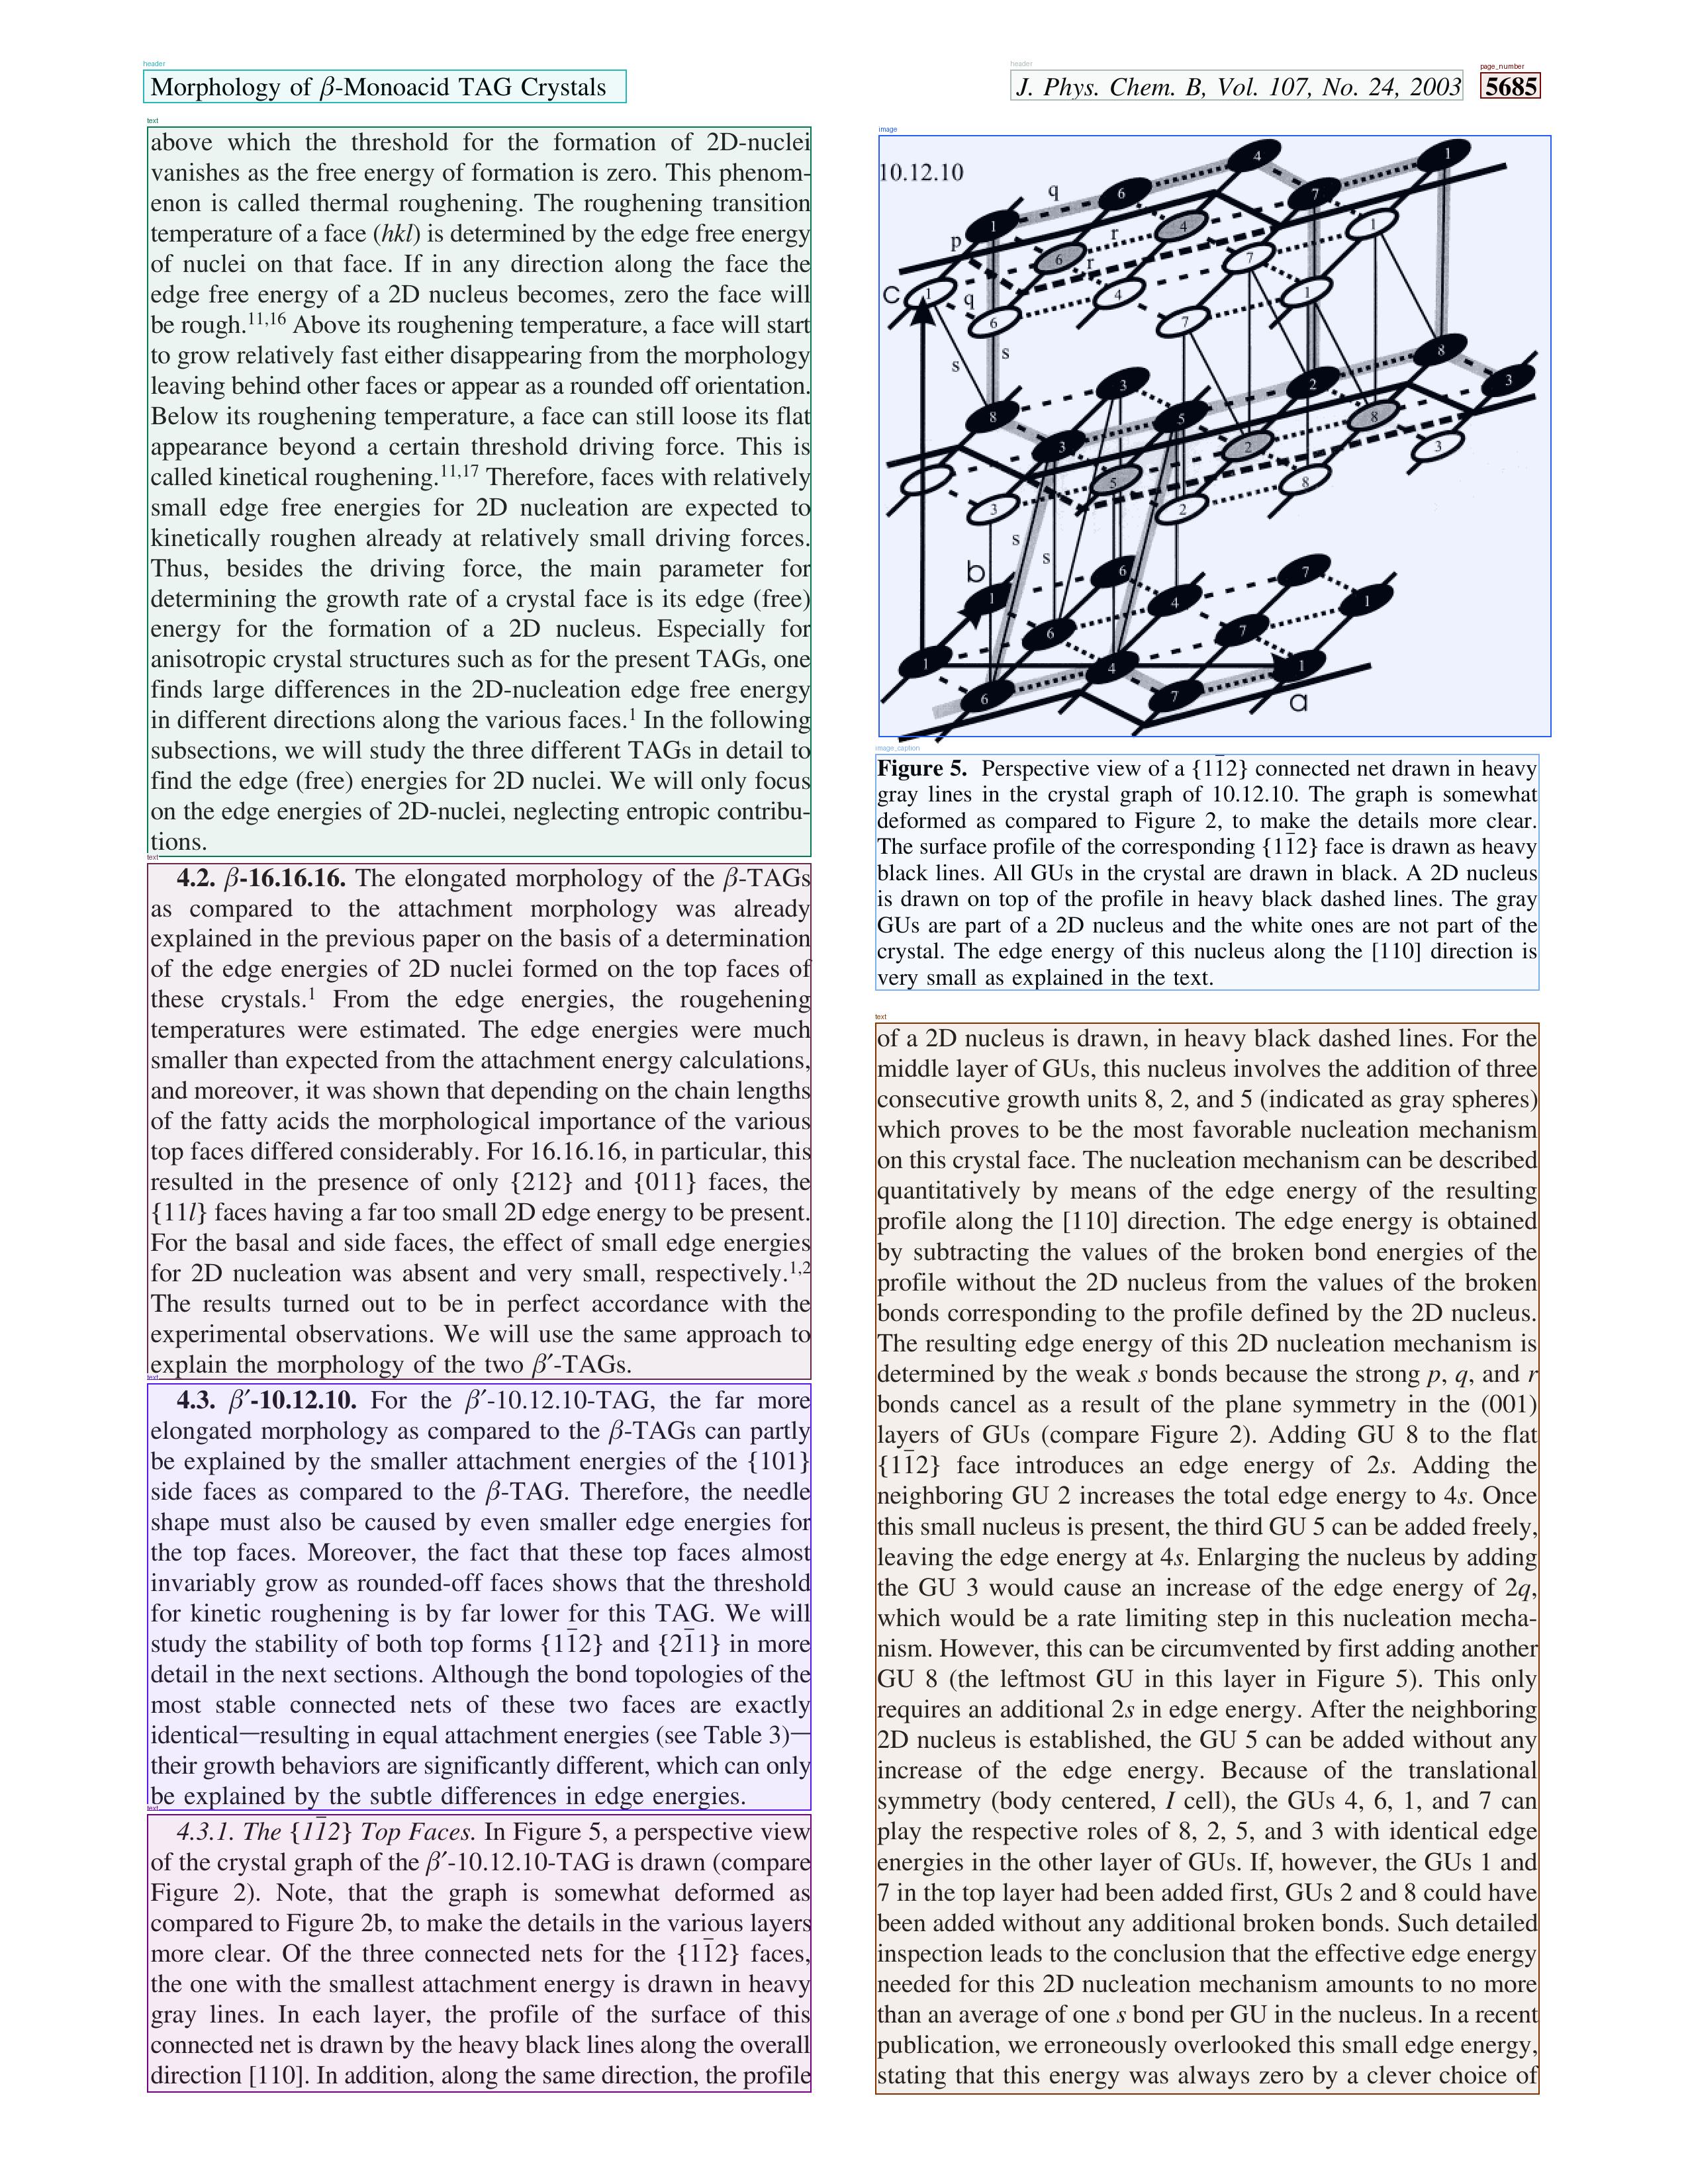 header
Morphology of β-Monoacid TAG Crystals
header
J. Phys. Chem. B, Vol. 107, No. 24, 2003
page_number
5685
text
above which the threshold for the formation of 2D-nuclei
vanishes as the free energy of formation is zero. This phenom-
enon is called thermal roughening. The roughening transition
temperature of a face (hkl) is determined by the edge free energy
of nuclei on that face. If in any direction along the face the
edge free energy of a 2D nucleus becomes, zero the face will
be rough.11,16 Above its roughening temperature, a face will start
to grow relatively fast either disappearing from the morphology
leaving behind other faces or appear as a rounded off orientation.
Below its roughening temperature, a face can still loose its flat
appearance beyond a certain threshold driving force. This is
called kinetical roughening.11,17 Therefore, faces with relatively
small edge free energies for 2D nucleation are expected to
kinetically roughen already at relatively small driving forces.
Thus, besides the driving force, the main parameter for
determining the growth rate of a crystal face is its edge (free)
energy for the formation of a 2D nucleus. Especially for
anisotropic crystal structures such as for the present TAGs, one
finds large differences in the 2D-nucleation edge free energy
in different directions along the various faces.1 In the following
subsections, we will study the three different TAGs in detail to
find the edge (free) energies for 2D nuclei. We will only focus
on the edge energies of 2D-nuclei, neglecting entropic contribu-
tions.
text
4.2. β-16.16.16. The elongated morphology of the β-TAGs
as compared to the attachment morphology was already
explained in the previous paper on the basis of a determination
of the edge energies of 2D nuclei formed on the top faces of
these crystals.1 From the edge energies, the rougehening
temperatures were estimated. The edge energies were much
smaller than expected from the attachment energy calculations,
and moreover, it was shown that depending on the chain lengths
of the fatty acids the morphological importance of the various
top faces differed considerably. For 16.16.16, in particular, this
resulted in the presence of only {212} and {011} faces, the
{11l} faces having a far too small 2D edge energy to be present.
For the basal and side faces, the effect of small edge energies
for 2D nucleation was absent and very small, respectively.1,2
The results turned out to be in perfect accordance with the
experimental observations. We will use the same approach to
explain the morphology of the two β′-TAGs.
text
4.3. β′-10.12.10. For the β′-10.12.10-TAG, the far more
elongated morphology as compared to the β-TAGs can partly
be explained by the smaller attachment energies of the {101}
side faces as compared to the β-TAG. Therefore, the needle
shape must also be caused by even smaller edge energies for
the top faces. Moreover, the fact that these top faces almost
invariably grow as rounded-off faces shows that the threshold
for kinetic roughening is by far lower for this TAG. We will
study the stability of both top forms {11̅2} and {21̅1} in more
detail in the next sections. Although the bond topologies of the
most stable connected nets of these two faces are exactly
identical—resulting in equal attachment energies (see Table 3)—
their growth behaviors are significantly different, which can only
be explained by the subtle differences in edge energies.
text
4.3.1. The {11̅2} Top Faces. In Figure 5, a perspective view
of the crystal graph of the β′-10.12.10-TAG is drawn (compare
Figure 2). Note, that the graph is somewhat deformed as
compared to Figure 2b, to make the details in the various layers
more clear. Of the three connected nets for the {11̅2} faces,
the one with the smallest attachment energy is drawn in heavy
gray lines. In each layer, the profile of the surface of this
connected net is drawn by the heavy black lines along the overall
direction [110]. In addition, along the same direction, the profile
image
10.12.10
4 1
q 6 7
1 r 4 1
p 6 r 7
C 1 q 4 1
6 7
s s 8
3 2 3
8 5 8
3 2 3
5 8
3 2
s s
b 6 7
1 4 1
6 7
1 4 1
6 7 a
image_caption
Figure 5. Perspective view of a {11̅2} connected net drawn in heavy
gray lines in the crystal graph of 10.12.10. The graph is somewhat
deformed as compared to Figure 2, to make the details more clear.
The surface profile of the corresponding {11̅2} face is drawn as heavy
black lines. All GUs in the crystal are drawn in black. A 2D nucleus
is drawn on top of the profile in heavy black dashed lines. The gray
GUs are part of a 2D nucleus and the white ones are not part of the
crystal. The edge energy of this nucleus along the [110] direction is
very small as explained in the text.
text
of a 2D nucleus is drawn, in heavy black dashed lines. For the
middle layer of GUs, this nucleus involves the addition of three
consecutive growth units 8, 2, and 5 (indicated as gray spheres)
which proves to be the most favorable nucleation mechanism
on this crystal face. The nucleation mechanism can be described
quantitatively by means of the edge energy of the resulting
profile along the [110] direction. The edge energy is obtained
by subtracting the values of the broken bond energies of the
profile without the 2D nucleus from the values of the broken
bonds corresponding to the profile defined by the 2D nucleus.
The resulting edge energy of this 2D nucleation mechanism is
determined by the weak s bonds because the strong p, q, and r
bonds cancel as a result of the plane symmetry in the (001)
layers of GUs (compare Figure 2). Adding GU 8 to the flat
{11̅2} face introduces an edge energy of 2s. Adding the
neighboring GU 2 increases the total edge energy to 4s. Once
this small nucleus is present, the third GU 5 can be added freely,
leaving the edge energy at 4s. Enlarging the nucleus by adding
the GU 3 would cause an increase of the edge energy of 2q,
which would be a rate limiting step in this nucleation mecha-
nism. However, this can be circumvented by first adding another
GU 8 (the leftmost GU in this layer in Figure 5). This only
requires an additional 2s in edge energy. After the neighboring
2D nucleus is established, the GU 5 can be added without any
increase of the edge energy. Because of the translational
symmetry (body centered, I cell), the GUs 4, 6, 1, and 7 can
play the respective roles of 8, 2, 5, and 3 with identical edge
energies in the other layer of GUs. If, however, the GUs 1 and
7 in the top layer had been added first, GUs 2 and 8 could have
been added without any additional broken bonds. Such detailed
inspection leads to the conclusion that the effective edge energy
needed for this 2D nucleation mechanism amounts to no more
than an average of one s bond per GU in the nucleus. In a recent
publication, we erroneously overlooked this small edge energy,
stating that this energy was always zero by a clever choice of